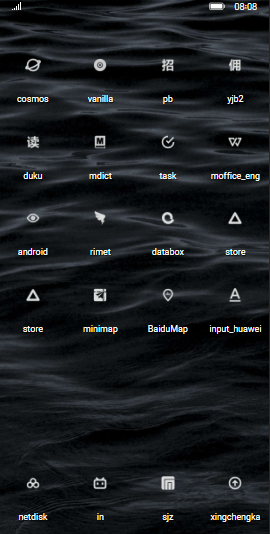 08:08
招 佣
cosmos vanilla pb yjb2
读
duku mdict task moffice_eng
android rimet databox store
store minimap BaiduMap input_huawei
netdisk in sjz xingchengka